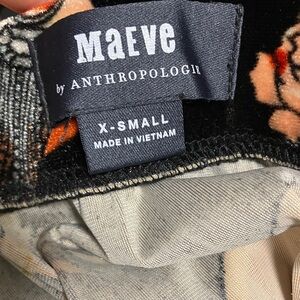 MaEVe
by ANTHROPOLOGIE
X-SMALL
MADE IN VIETNAM